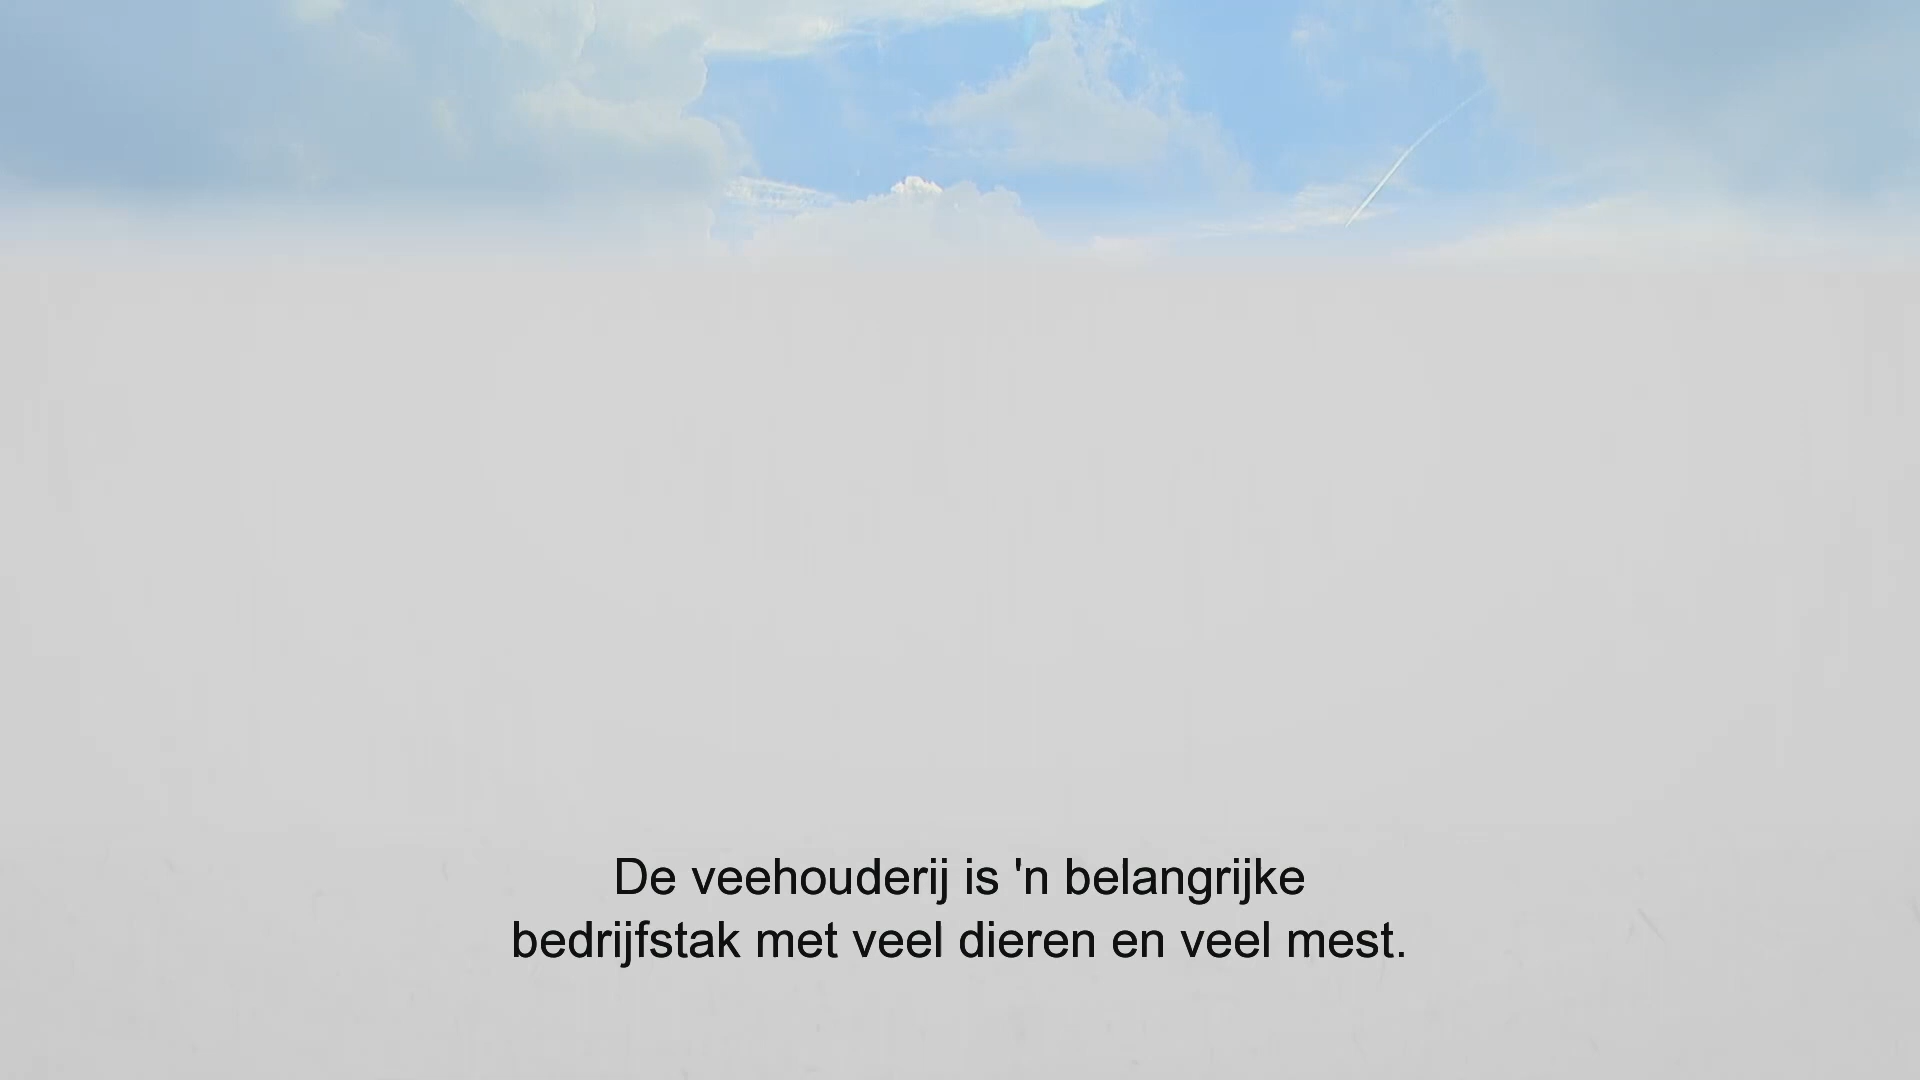 De veehouderij is 'n belangrijke
bedrijfstak met veel dieren en veel mest.